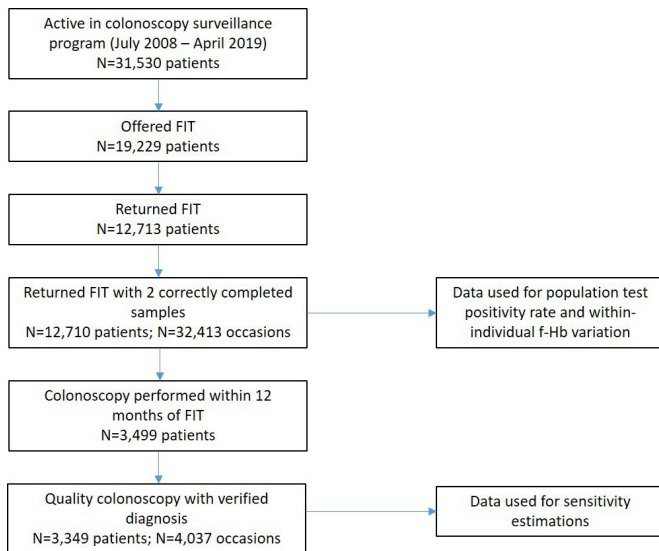 Active in colonoscopy surveillance
program (July 2008 – April 2019)
N=31,530 patients
Offered FIT
N=19,229 patients
Returned FIT
N=12,713 patients
Returned FIT with 2 correctly completed
samples
N=12,710 patients; N=32,413 occasions
Data used for population test
positivity rate and within-
individual f-Hb variation
Colonoscopy performed within 12
months of FIT
N=3,499 patients
Quality colonoscopy with verified
diagnosis
N=3,349 patients; N=4,037 occasions
Data used for sensitivity
estimations